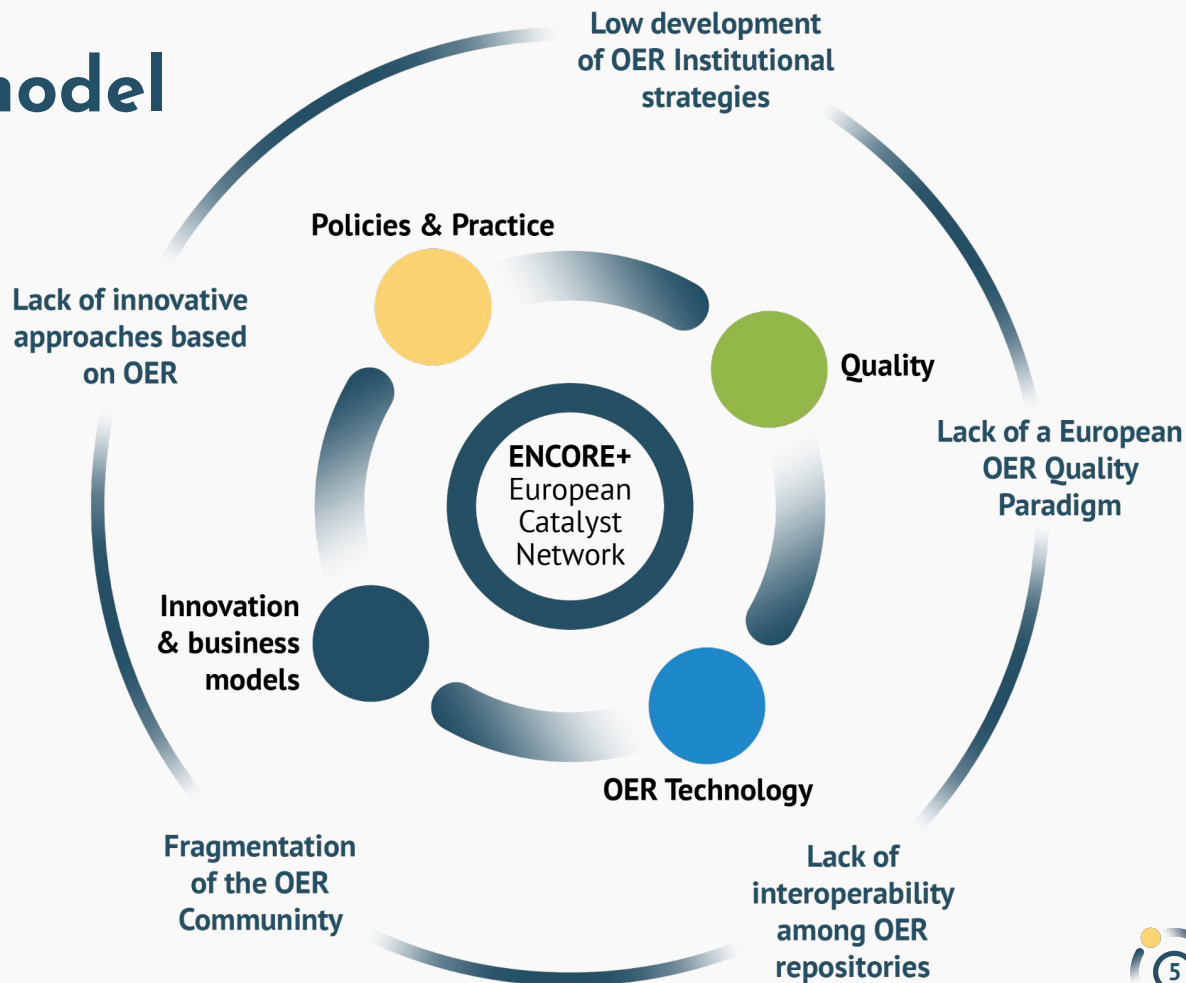 nodel
Low development
of OER Institutional
strategies
Policies & Practice
Lack of innovative
approaches based
on OER
Quality
Lack of a European
OER Quality
Paradigm
ENCORE+
European
Catalyst
Network
Innovation
& business
models
OER Technology
Fragmentation
of the OER
Communinty
Lack of
interoperability
among OER
repositories
5